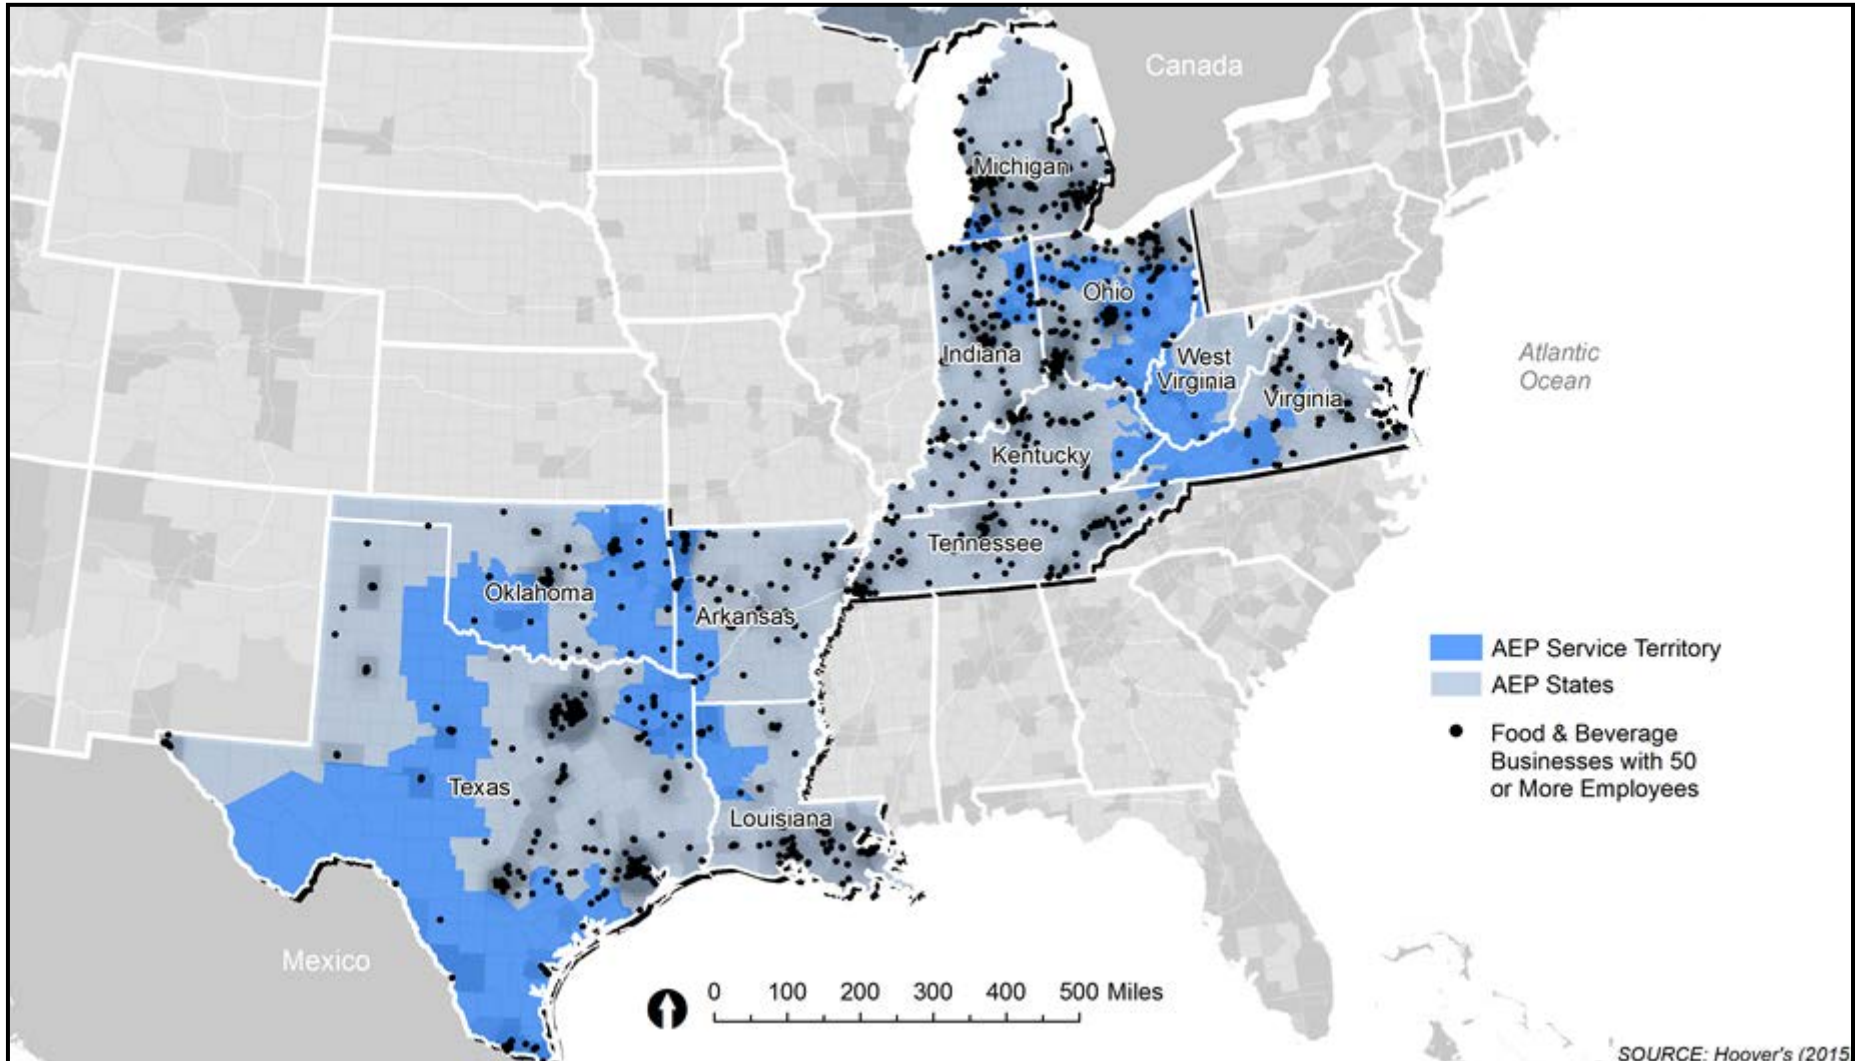 Canada
Michigan
Ohio
Indiana
West
Virginia
Virginia
Atlantic
Ocean
Kentucky
Tennessee
Oklahoma
Arkansas
Texas
Louisiana
Mexico
AEP Service Territory
AEP States
Food & Beverage
Businesses with 50
or More Employees
0 100 200 300 400 500 Miles
SOURCE: Hoover's (2015